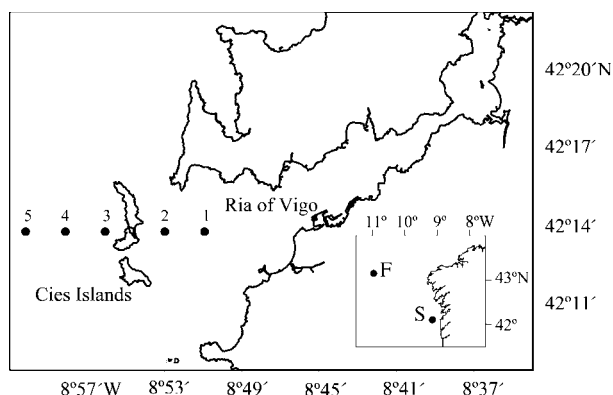 42º20´N
42º17´
Ria of Vigo
5 4 3 2 1
11º 10º 9º 8ºW
42º14´
F
43ºN
Cies Islands
S
42º
42º11´
8º57´W 8º53´ 8º49´ 8º45´ 8º41´ 8º37´